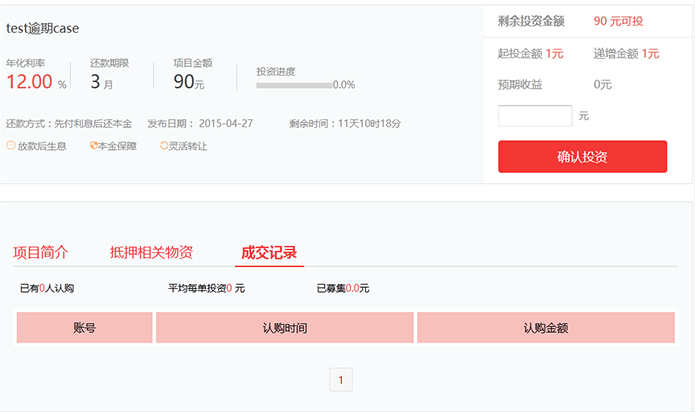 test逾期case
剩余投资金额 90 元可投
年化利率 还款期限 项目金额 投资进度
12.00 % 3 月 90元 0.0%
起投金额 1元 递增金额 1元
预期收益 0元
元
还款方式：先付利息后还本金 发布日期： 2015-04-27 剩余时间：11天10时18分
放款后生息 本金保障 灵活转让
确认投资
项目简介 抵押相关物资 成交记录
已有0人认购 平均每单投资0 元 已募集0.0元
账号 认购时间 认购金额
1